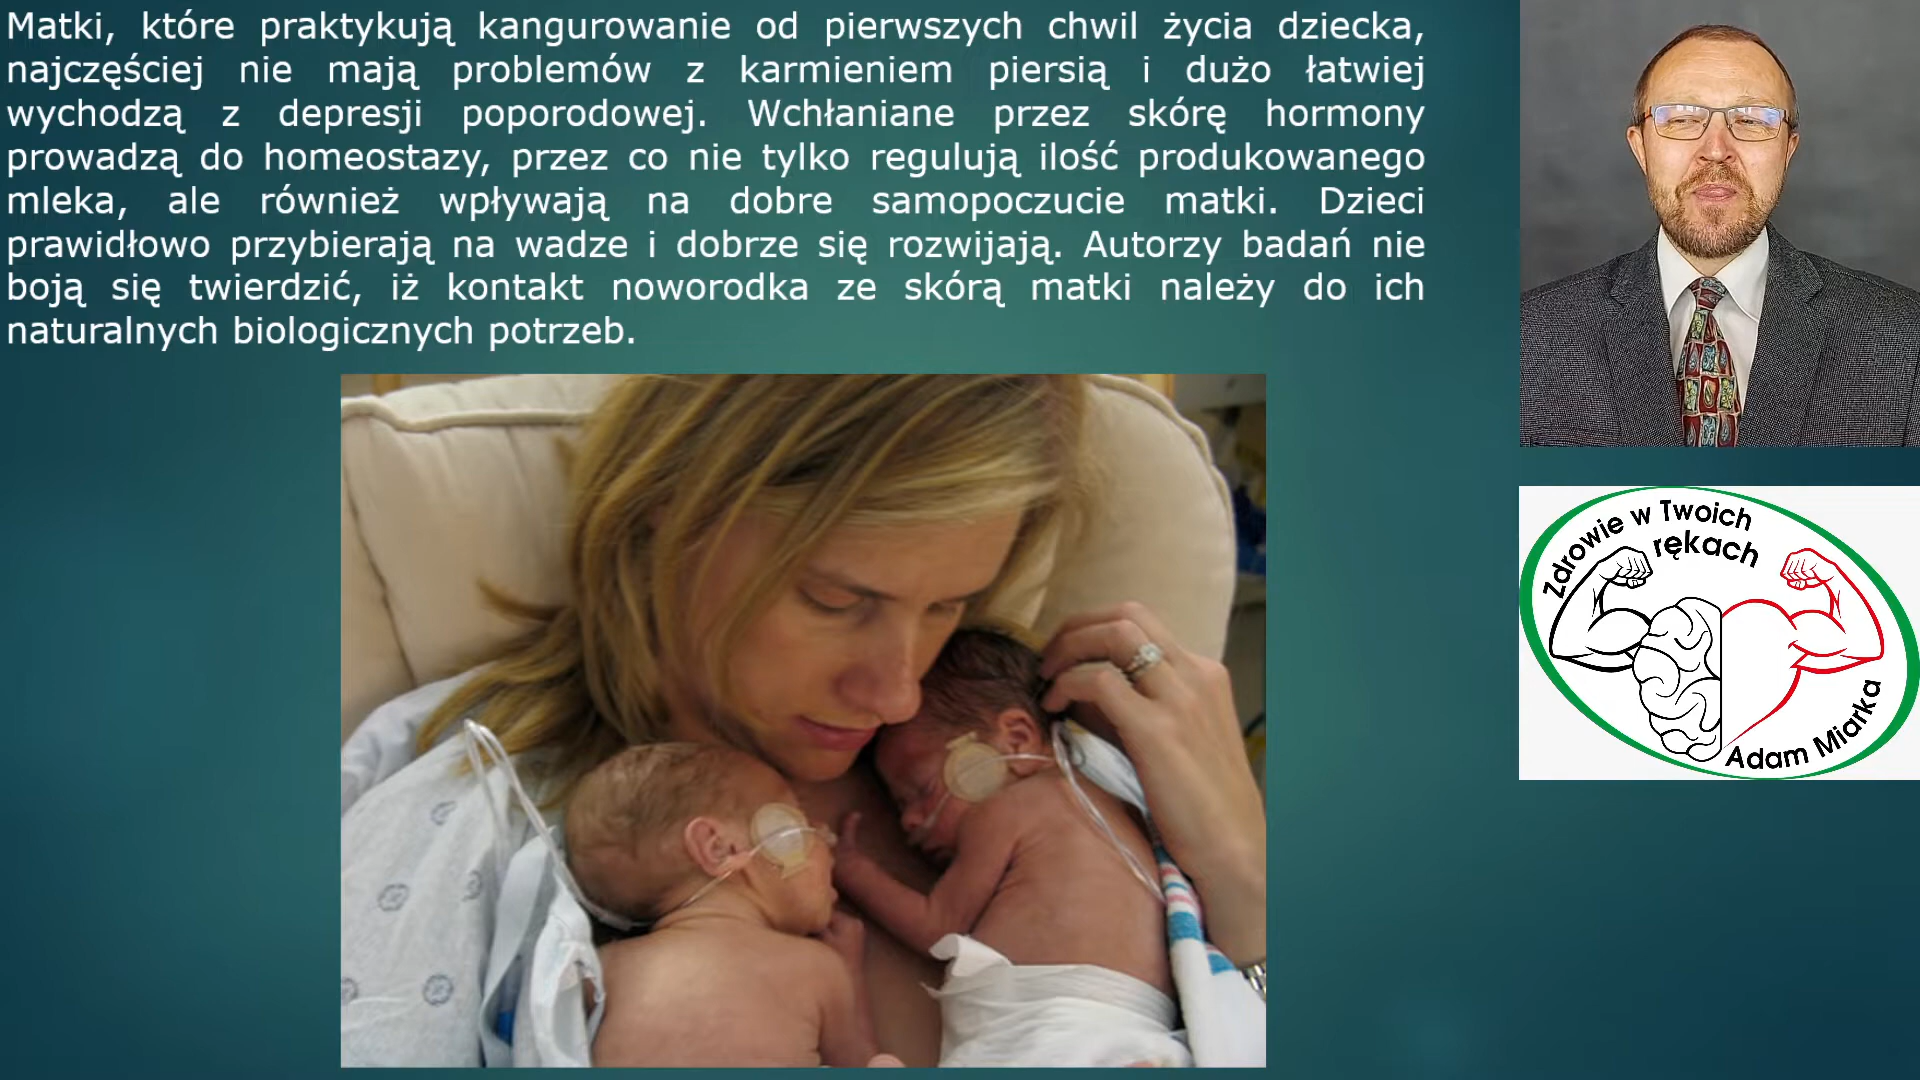 Matki, które praktykują kangurowanie od pierwszych chwil życia dziecka,
najczęściej nie mają problemów z karmieniem piersią i dużo łatwiej
wychodzą z depresji poporodowej. Wchłaniane przez skórę hormony
prowadzą do homeostazy, przez co nie tylko regulują ilość produkowanego
mleka, ale również wpływają na dobre samopoczucie matki. Dzieci
prawidłowo przybierają na wadze i dobrze się rozwijają. Autorzy badań nie
boją się twierdzić, iż kontakt noworodka ze skórą matki należy do ich
naturalnych biologicznych potrzeb.
Zdrowie w Twoich
rękach
Adam Miarka